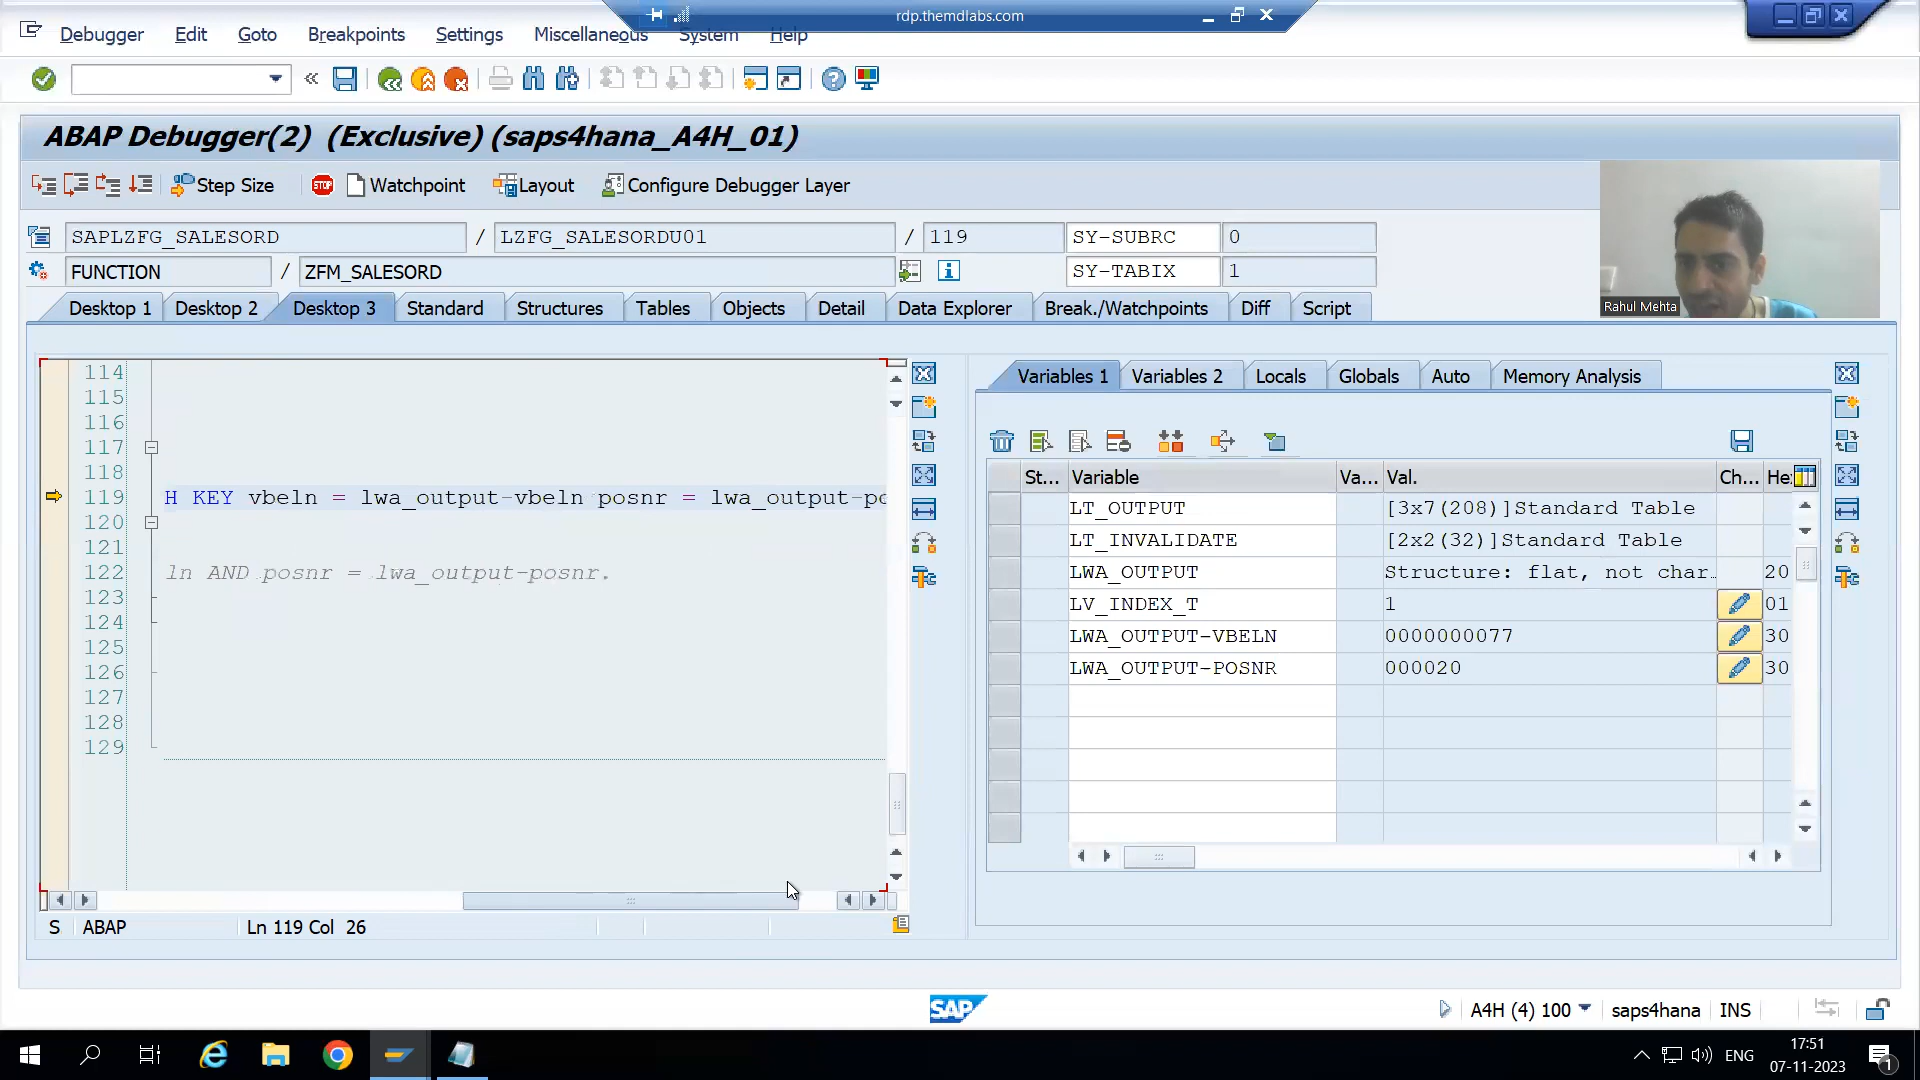 rdp.themdlabs.com
Debugger Edit Goto Breakpoints Settings Miscellaneous System Help
ABAP Debugger(2) (Exclusive) (saps4hana_A4H_01)
Step Size STOP Watchpoint Layout Configure Debugger Layer
SAPLZFG_SALESORD / LZFG_SALESORDU01 / 119 SY-SUBRC 0
FUNCTION / ZFM_SALESORD SY-TABIX 1
Rahul Mehta
Desktop 1 Desktop 2 Desktop 3 Standard Structures Tables Objects Detail Data Explorer Break./Watchpoints Diff Script
114
115
116
117
118
119 H KEY vbeln = lwa_output-vbeln posnr = lwa_output-po
120
121
122 ln AND posnr = lwa_output-posnr.
123
124
125
126
127
128
129
S ABAP Ln 119 Col 26
Variables 1 Variables 2 Locals Globals Auto Memory Analysis
St... Variable Va... Val. Ch... He
LT_OUTPUT [3x7(208)]Standard Table
LT_INVALIDATE [2x2(32)]Standard Table
LWA_OUTPUT Structure: flat, not char. 20
LV_INDEX_T 1 01
LWA_OUTPUT-VBELN 0000000077 30
LWA_OUTPUT-POSNR 000020 30
SAP
A4H (4) 100 saps4hana INS
ENG
17:51
07-11-2023
1